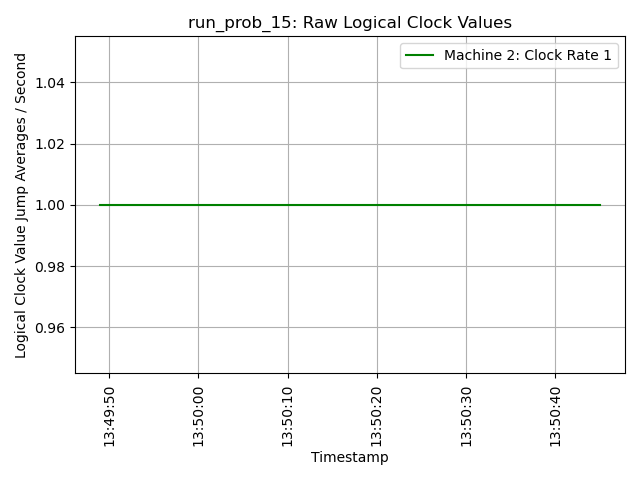 run_prob_15: Raw Logical Clock Values
Machine 2: Clock Rate 1
Logical Clock Value Jump Averages / Second
1.04
1.02
1.00
0.98
0.96
13:49:50
13:50:00
13:50:10
13:50:20
13:50:30
13:50:40
Timestamp